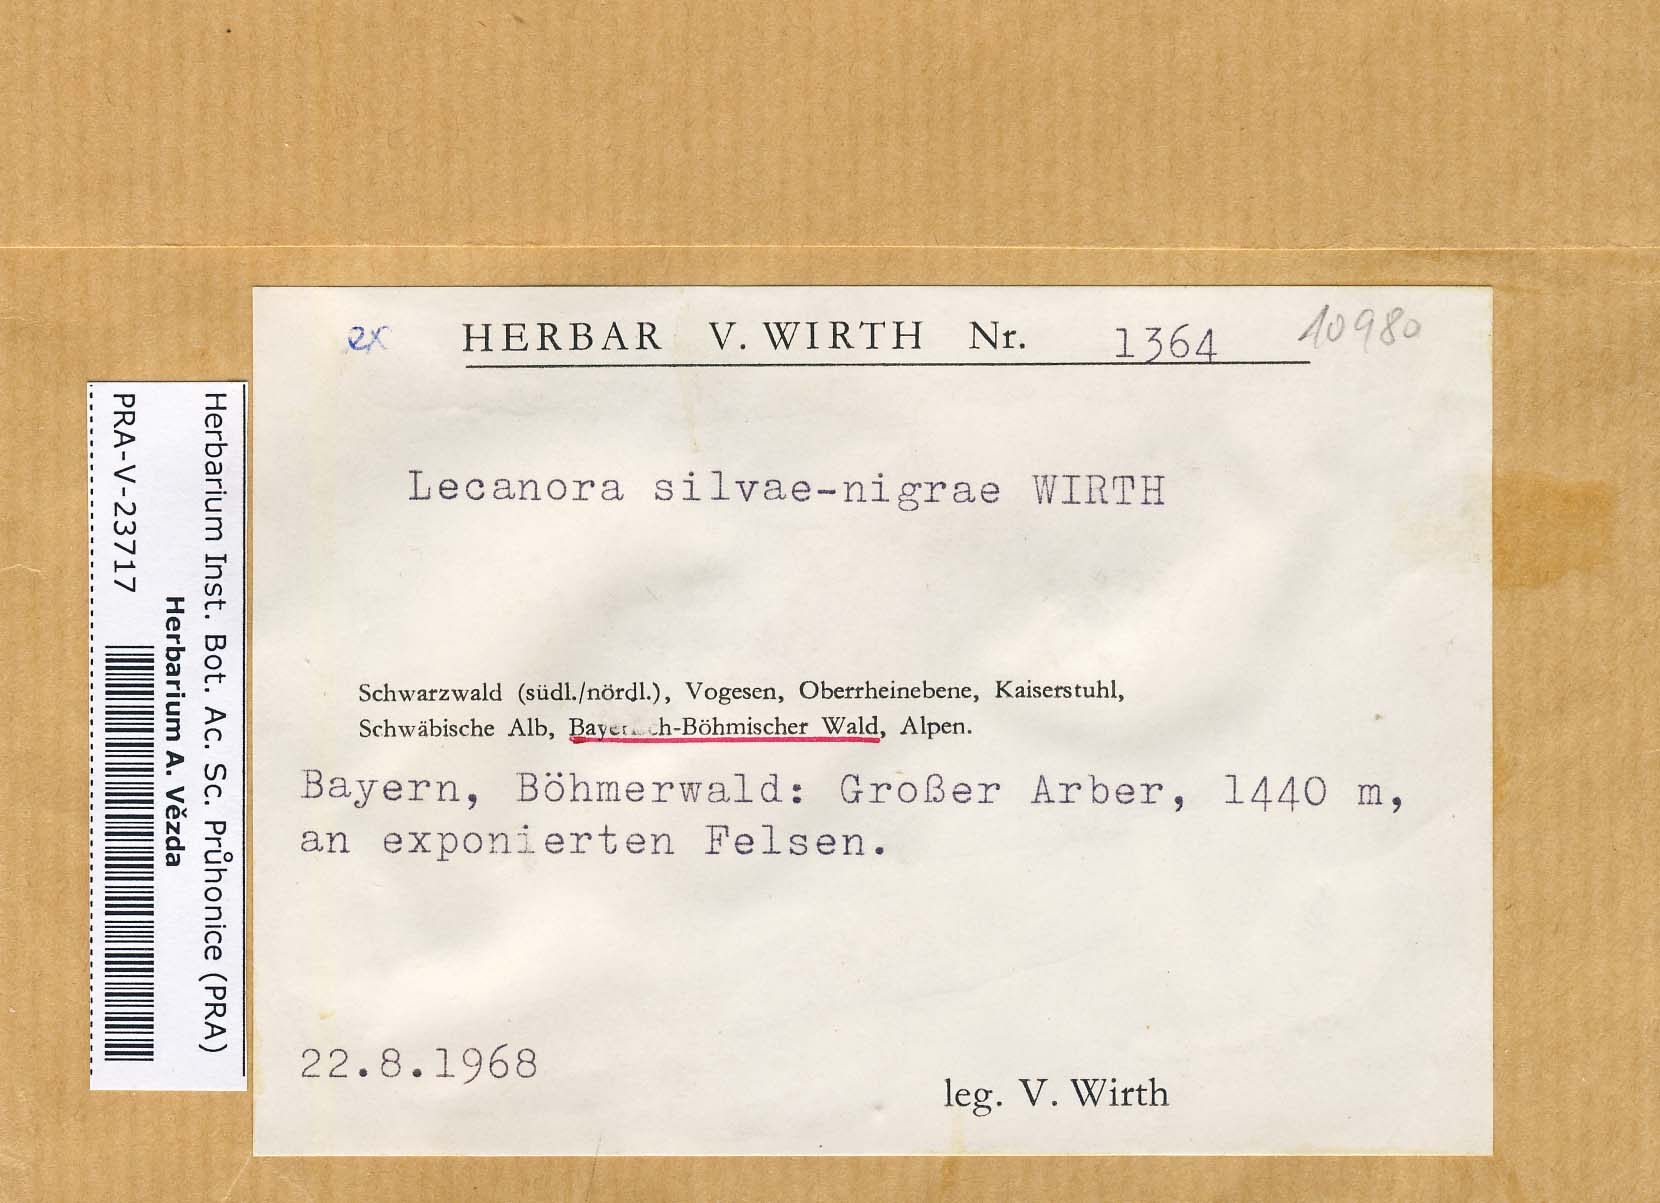 ex HERBAR V. WIRTH Nr. 1364 10980
Lecanora silvae-nigrae WIRTH
Schwarzwald (südl./nördl.), Vogesen, Oberrheinebene, Kaiserstuhl,
Schwäbische Alb, Bayerisch-Böhmischer Wald, Alpen.
Bayern, Böhmerwald: Großer Arber, 1440 m,
an exponierten Felsen.
22.8.1968
leg. V. Wirth
Herbarium Inst. Bot. Ac. Sc. Průhonice (PRA)
Herbarium A. Vězda
PRA-V-23717